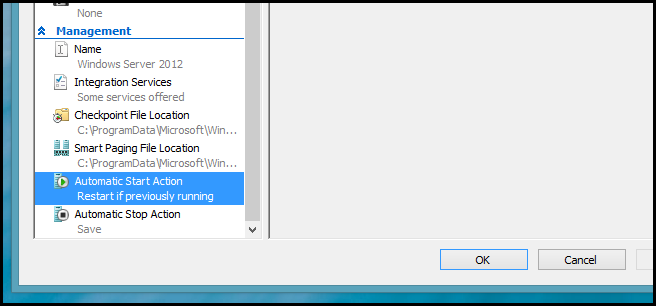 None
Management
Name
Windows Server 2012
Integration Services
Some services offered
Checkpoint File Location
C:\ProgramData\Microsoft\Win...
Smart Paging File Location
C:\ProgramData\Microsoft\Win...
Automatic Start Action
Restart if previously running
Automatic Stop Action
Save
OK Cancel